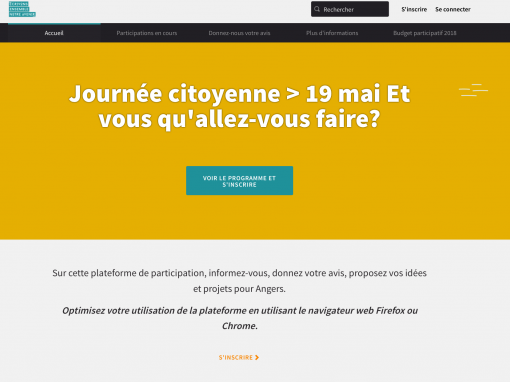 ÉCRIVONS
ENSEMBLE
NOTRE AVENIR
Rechercher
S'inscrire
Se connecter
Accueil
Participations en cours
Donnez-nous votre avis
Plus d'informations
Budget participatif 2018
Journée citoyenne > 19 mai Et
vous qu'allez-vous faire?
VOIR LE PROGRAMME ET
S'INSCRIRE
Sur cette plateforme de participation, informez-vous, donnez votre avis, proposez vos idées
et projets pour Angers.
Optimisez votre utilisation de la plateforme en utilisant le navigateur web Firefox ou
Chrome.
S'INSCRIRE